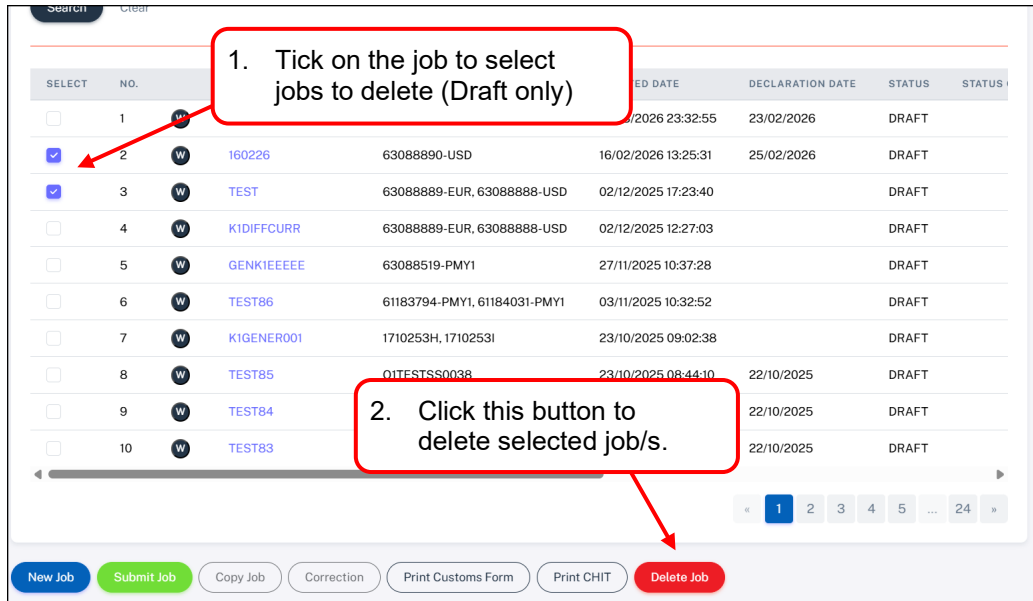 Search Clear
1. Tick on the job to select
jobs to delete (Draft only)
SELECT NO. ED DATE DECLARATION DATE STATUS STATUS
1 W /2026 23:32:55 23/02/2026 DRAFT
2 W 160226 63088890-USD 16/02/2026 13:25:31 25/02/2026 DRAFT
3 W TEST 63088889-EUR, 63088888-USD 02/12/2025 17:23:40 DRAFT
4 W K1DIFFCURR 63088889-EUR, 63088888-USD 02/12/2025 12:27:03 DRAFT
5 W GENK1EEEEE 63088519-PMY1 27/11/2025 10:37:28 DRAFT
6 W TEST86 61183794-PMY1, 61184031-PMY1 03/11/2025 10:32:52 DRAFT
7 W K1GENER001 1710253H, 1710253I 23/10/2025 09:02:38 DRAFT
8 W TEST85 O1TESTSS0038 23/10/2025 08:44:10 22/10/2025 DRAFT
2. Click this button to
delete selected job/s.
9 W TEST84 22/10/2025 DRAFT
10 W TEST83 22/10/2025 DRAFT
« 1 2 3 4 5 ... 24 »
New Job Submit Job Copy Job Correction Print Customs Form Print CHIT Delete Job